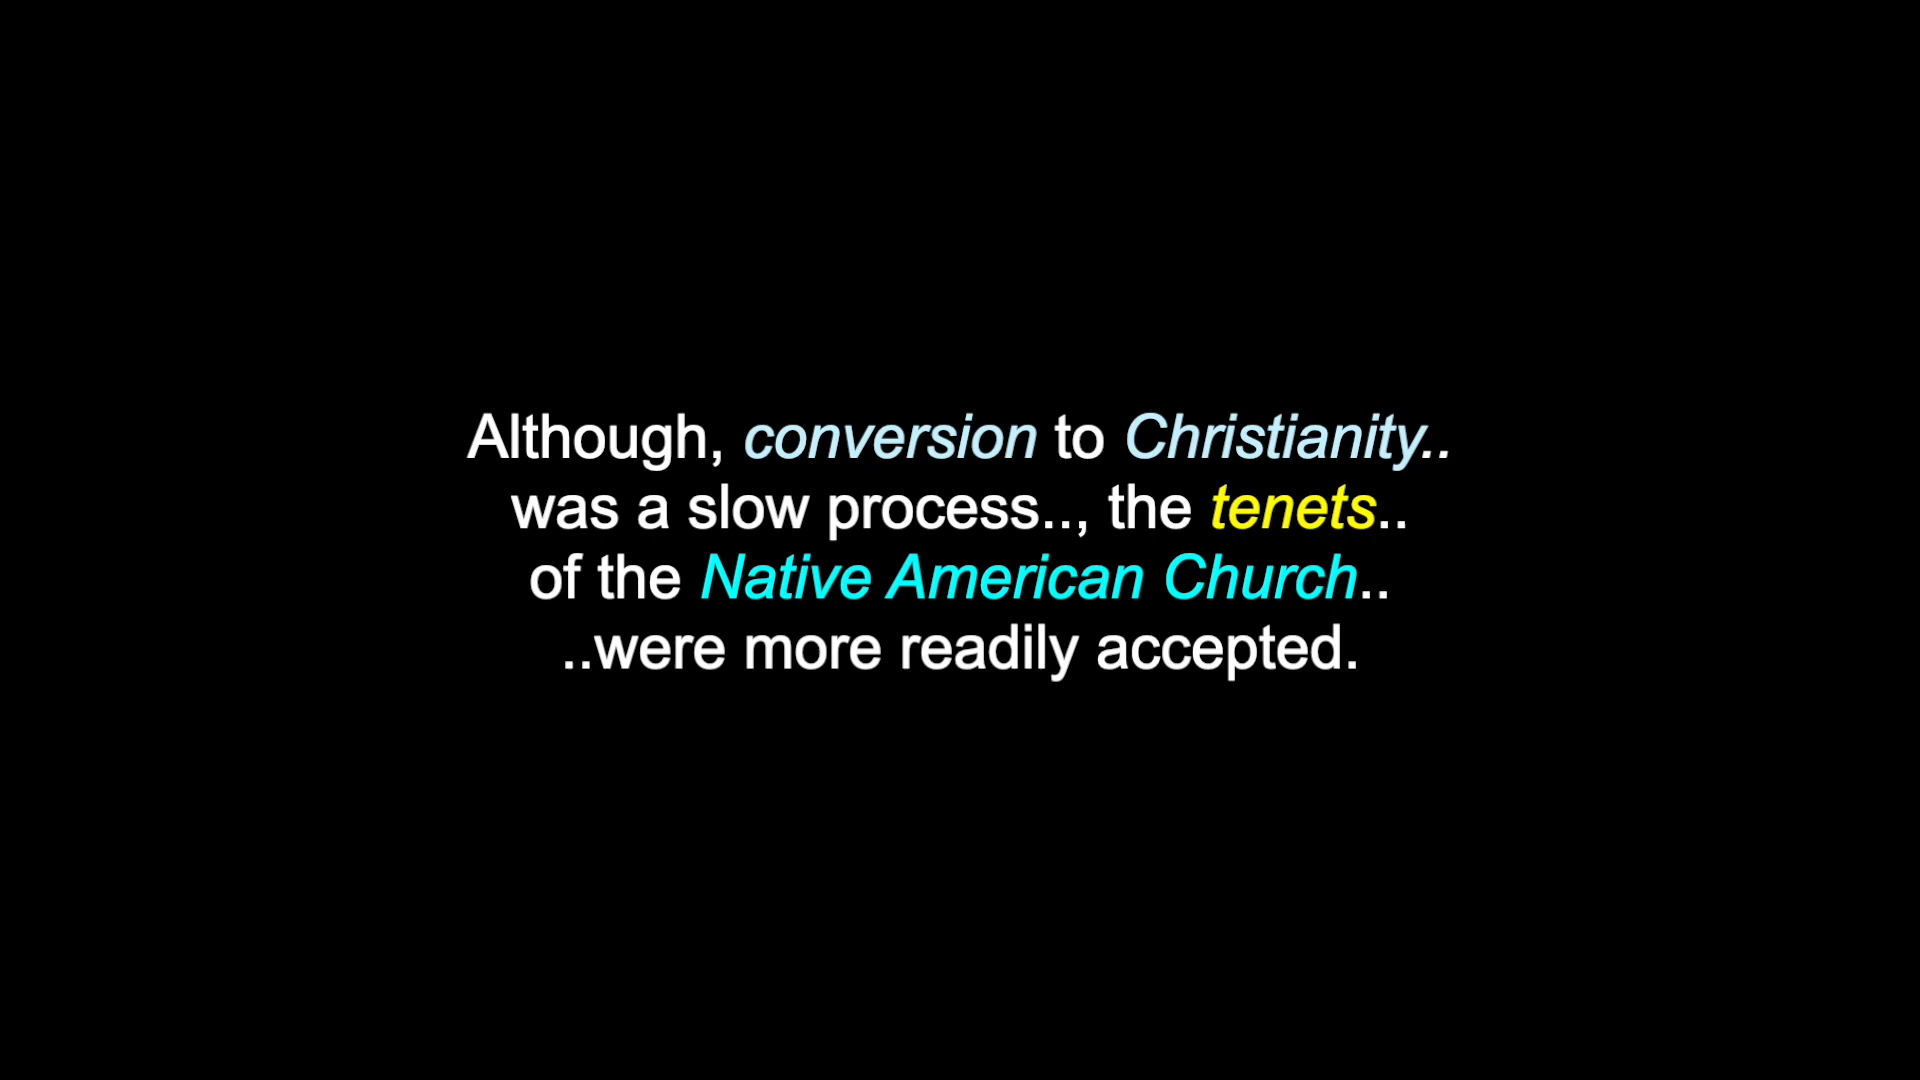 Although, conversion to Christianity..
was a slow process.., the tenets..
of the Native American Church..
..were more readily accepted.